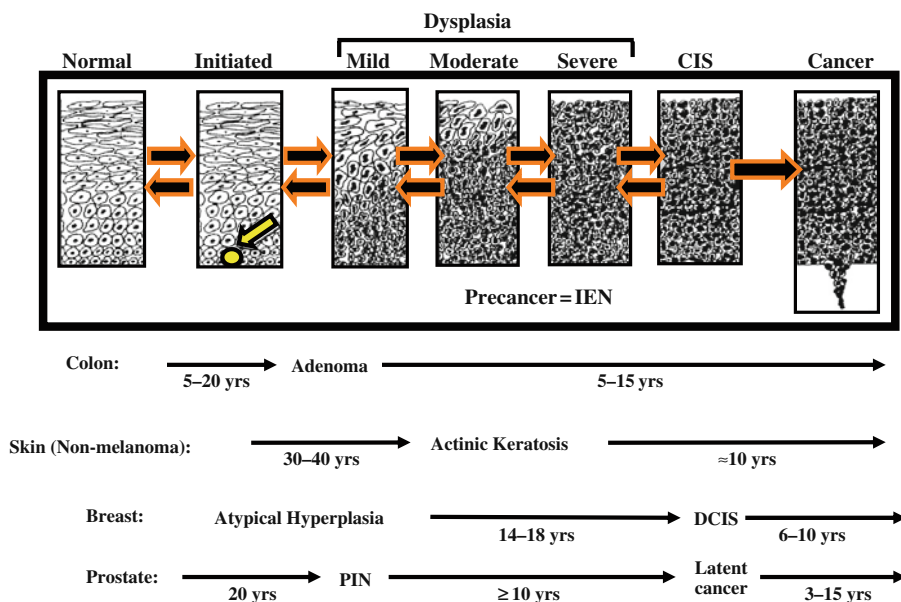 Dysplasia
Normal Initiated Mild Moderate Severe CIS Cancer
Precancer = IEN
Colon: Adenoma
5–20 yrs 5–15 yrs
Skin (Non-melanoma): Actinic Keratosis
30–40 yrs ≈10 yrs
Breast: Atypical Hyperplasia DCIS
14–18 yrs 6–10 yrs
Prostate: PIN Latent cancer
20 yrs ≥ 10 yrs 3–15 yrs